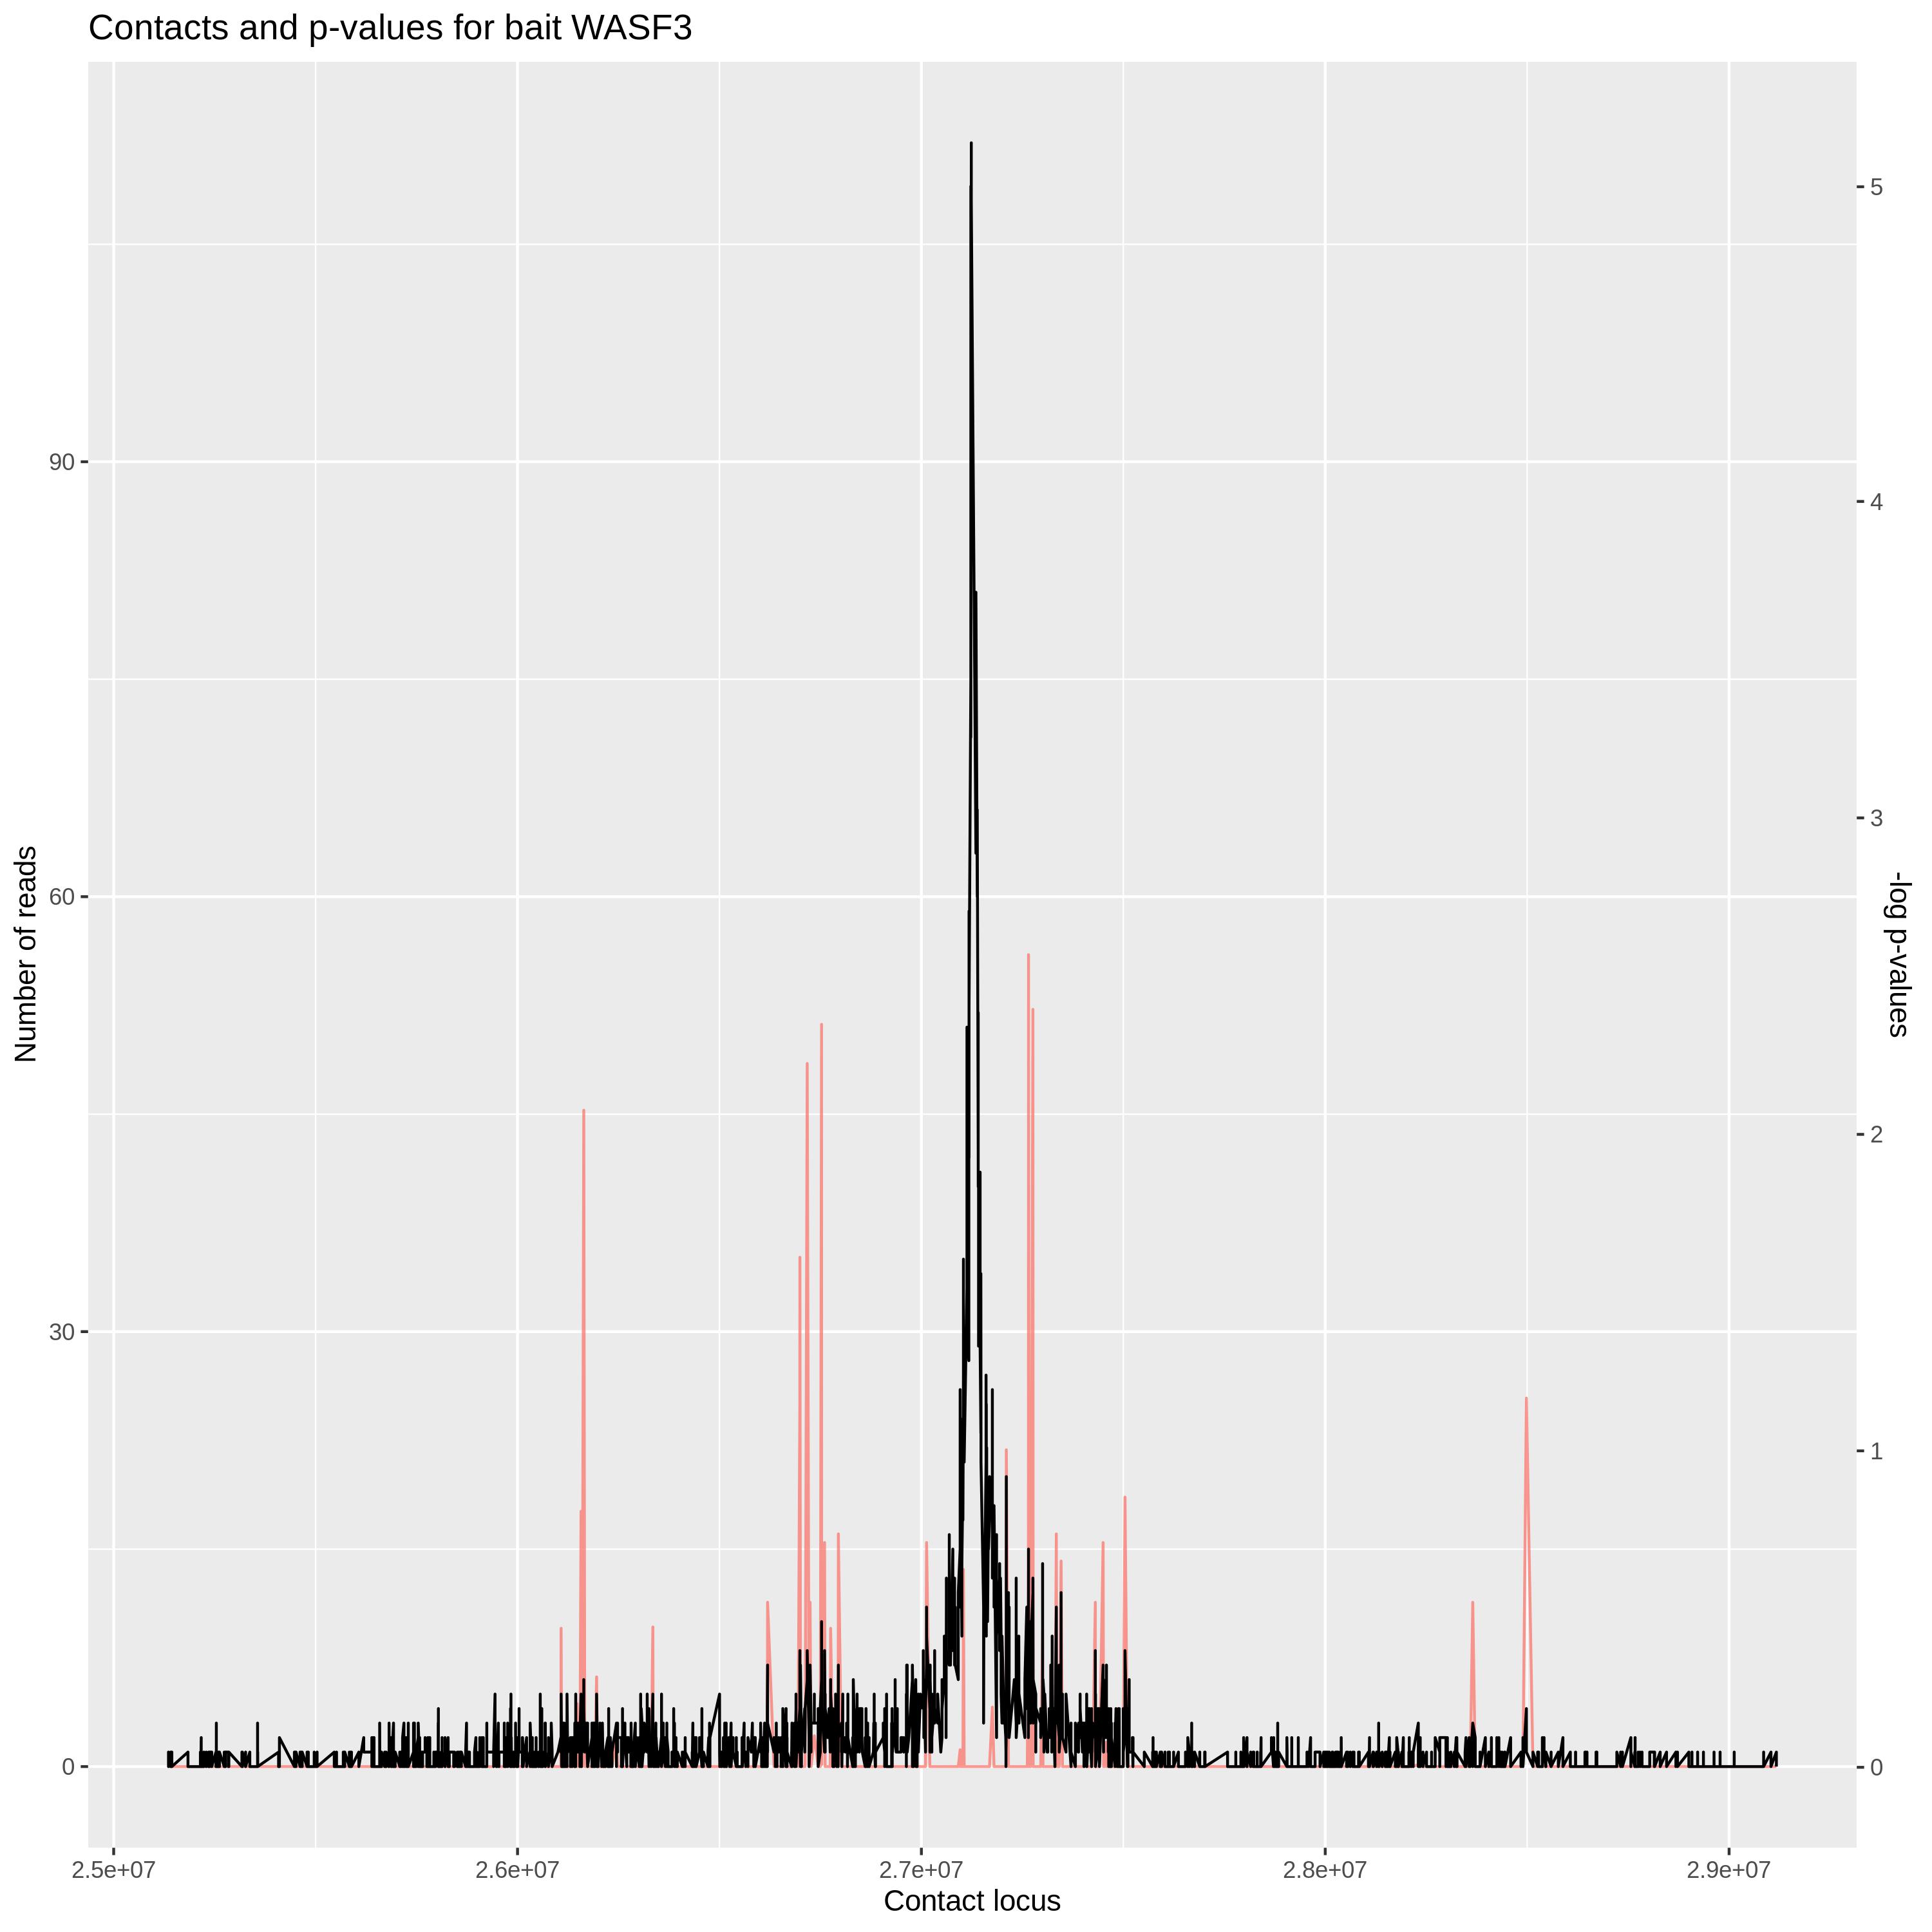 Contacts and p-values for bait WASF3
Number of reads
90
60
30
0
5
4
3
2
1
0
-log p-values
2.5e+07 2.6e+07 2.7e+07 2.8e+07 2.9e+07
Contact locus